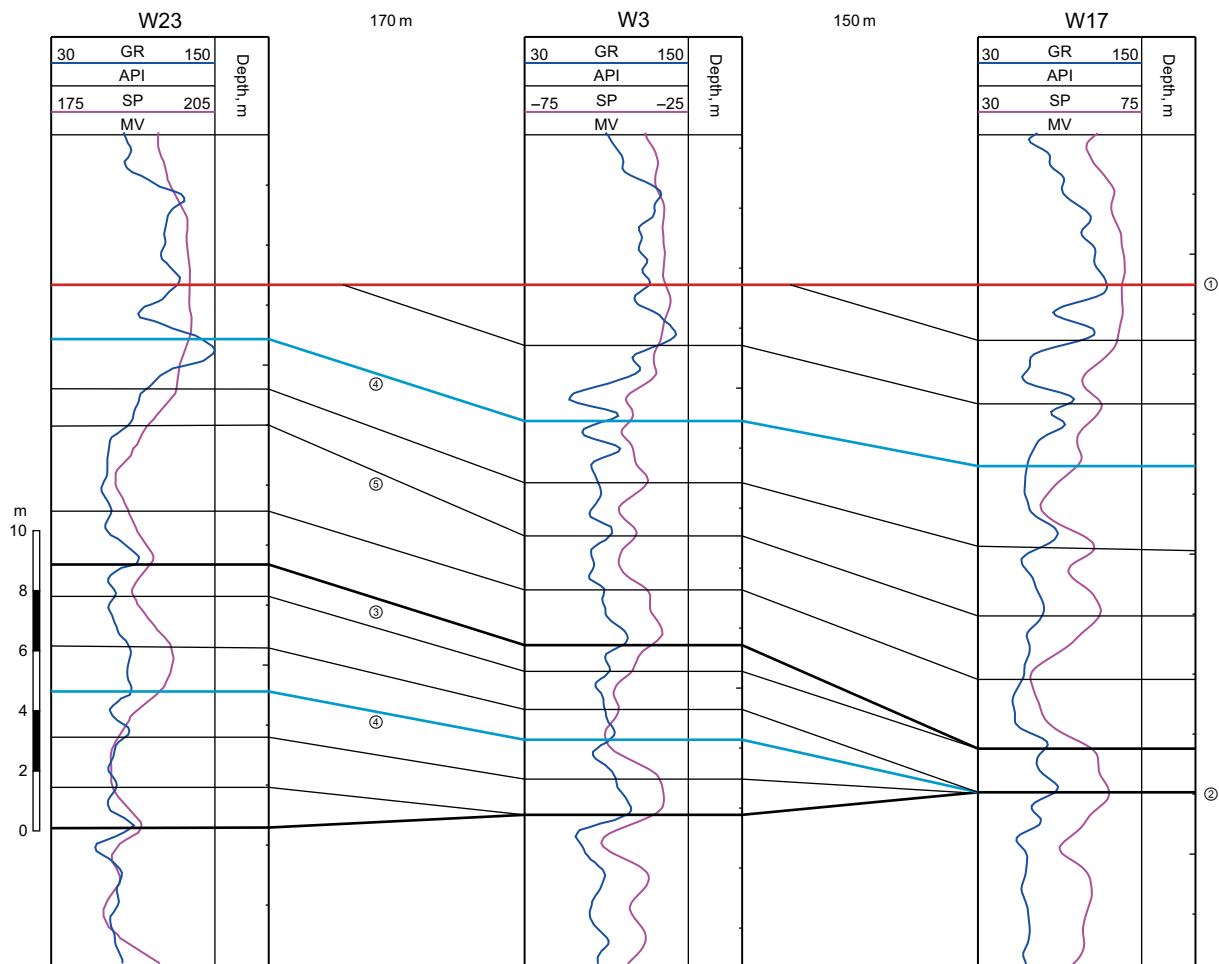 W23 170 m W3 150 m W17
30 GR 150 30 GR 150 30 GR 150
API API API
175 SP 205 −75 SP −25 30 SP 75
MV MV MV
Depth, m Depth, m Depth, m
①
④
⑤
m
10
8
③
6
4
④
2
②
0